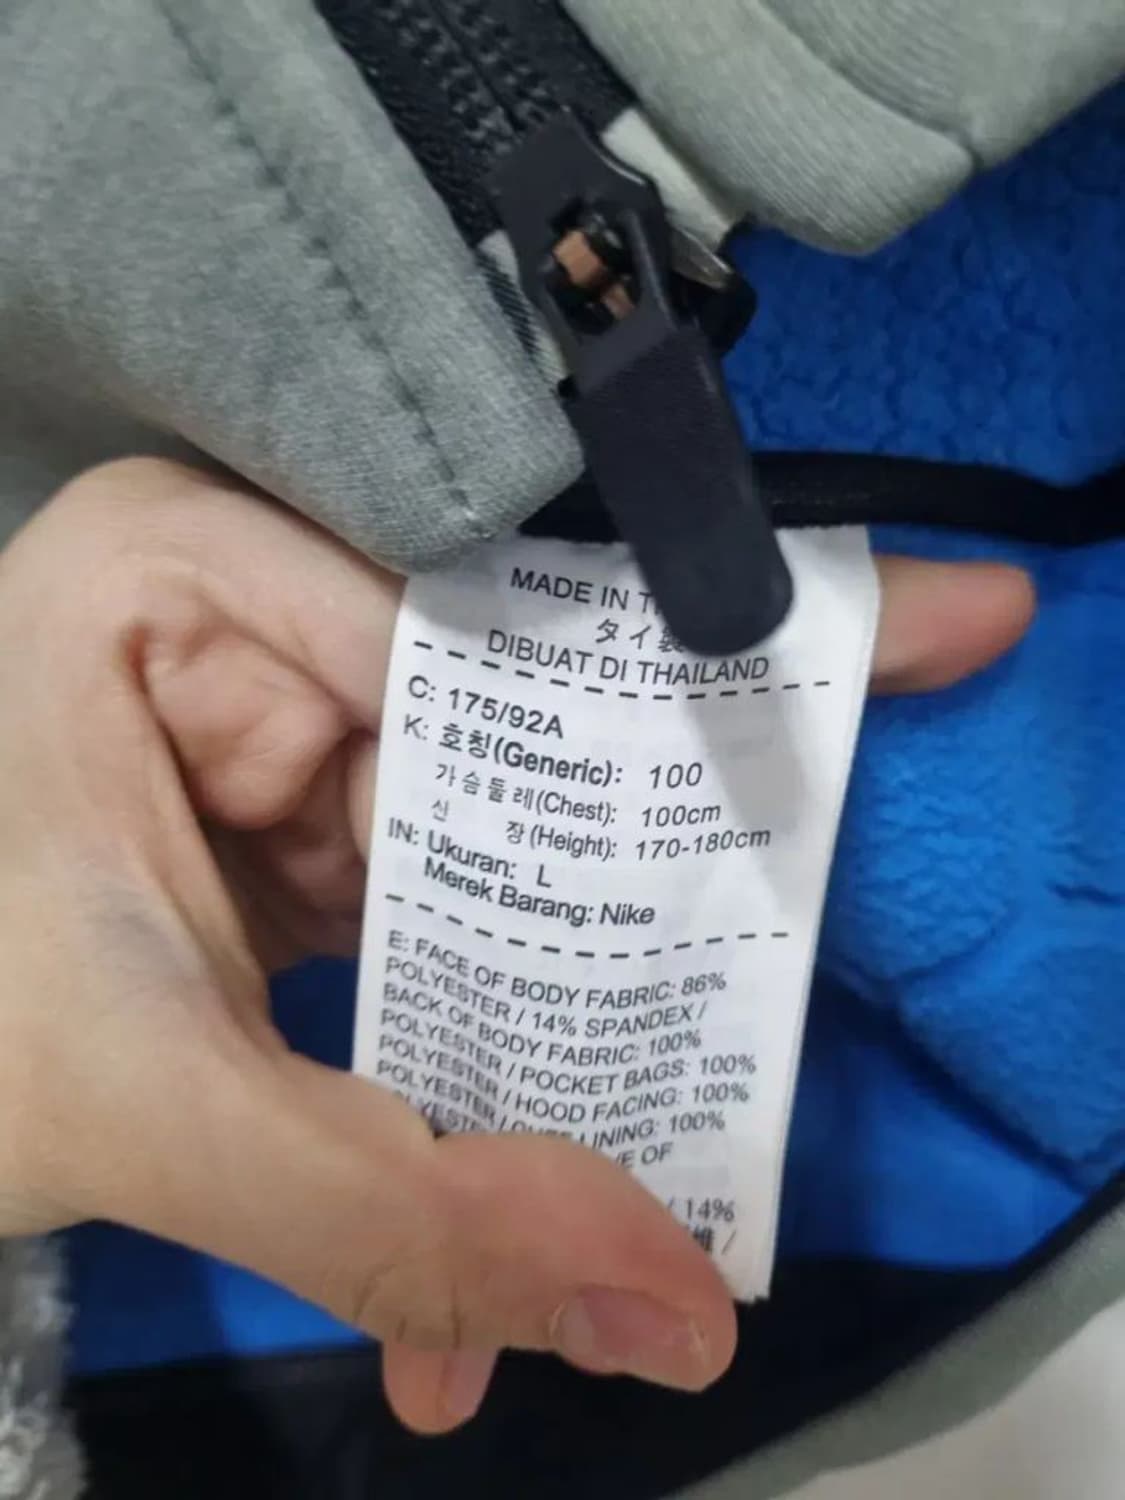 MADE IN
タイ製
DIBUAT DI THAILAND
C: 175/92A
K: 호칭(Generic): 100
가슴둘레(Chest): 100cm
신 장(Height): 170-180cm
IN: Ukuran: L
Merek Barang: Nike
E: FACE OF BODY FABRIC: 86%
POLYESTER / 14% SPANDEX /
BACK OF BODY FABRIC: 100%
POLYESTER / POCKET BAGS: 100%
POLYESTER / HOOD FACING: 100%
POLYESTER / LINING: 100%
OF
/ 14%
維 /